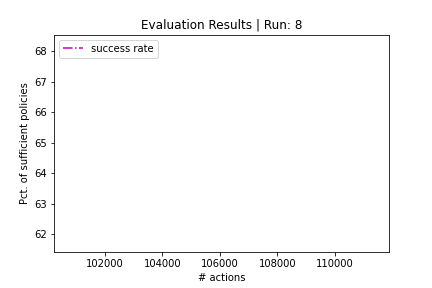 Evaluation Results | Run: 8
success rate
Pct. of sufficient policies
68
67
66
65
64
63
62
102000 104000 106000 108000 110000
# actions